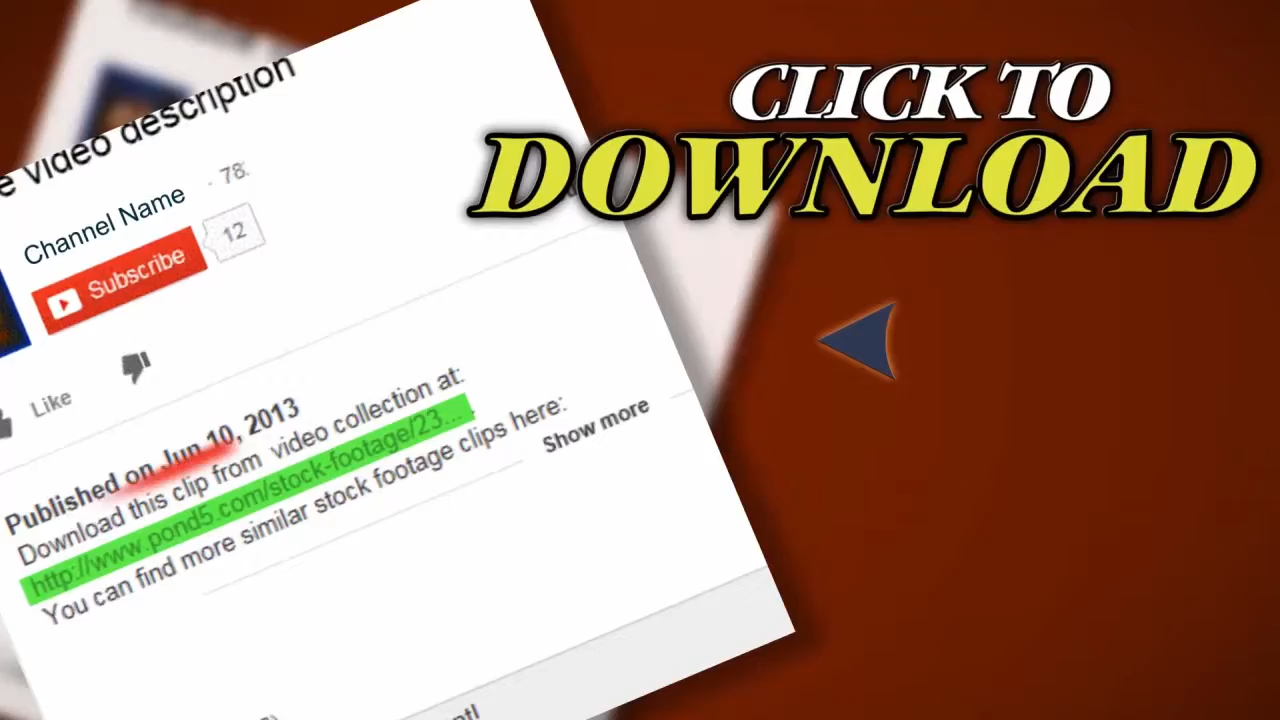 CLICK TO
DOWNLOAD
e video description
Channel Name
Subscribe
12
Like
Published on Jun 10, 2013
Download this clip from video collection at:
http://www.pond5.com/stock-footage/23...
You can find more similar stock footage clips here:
Show more